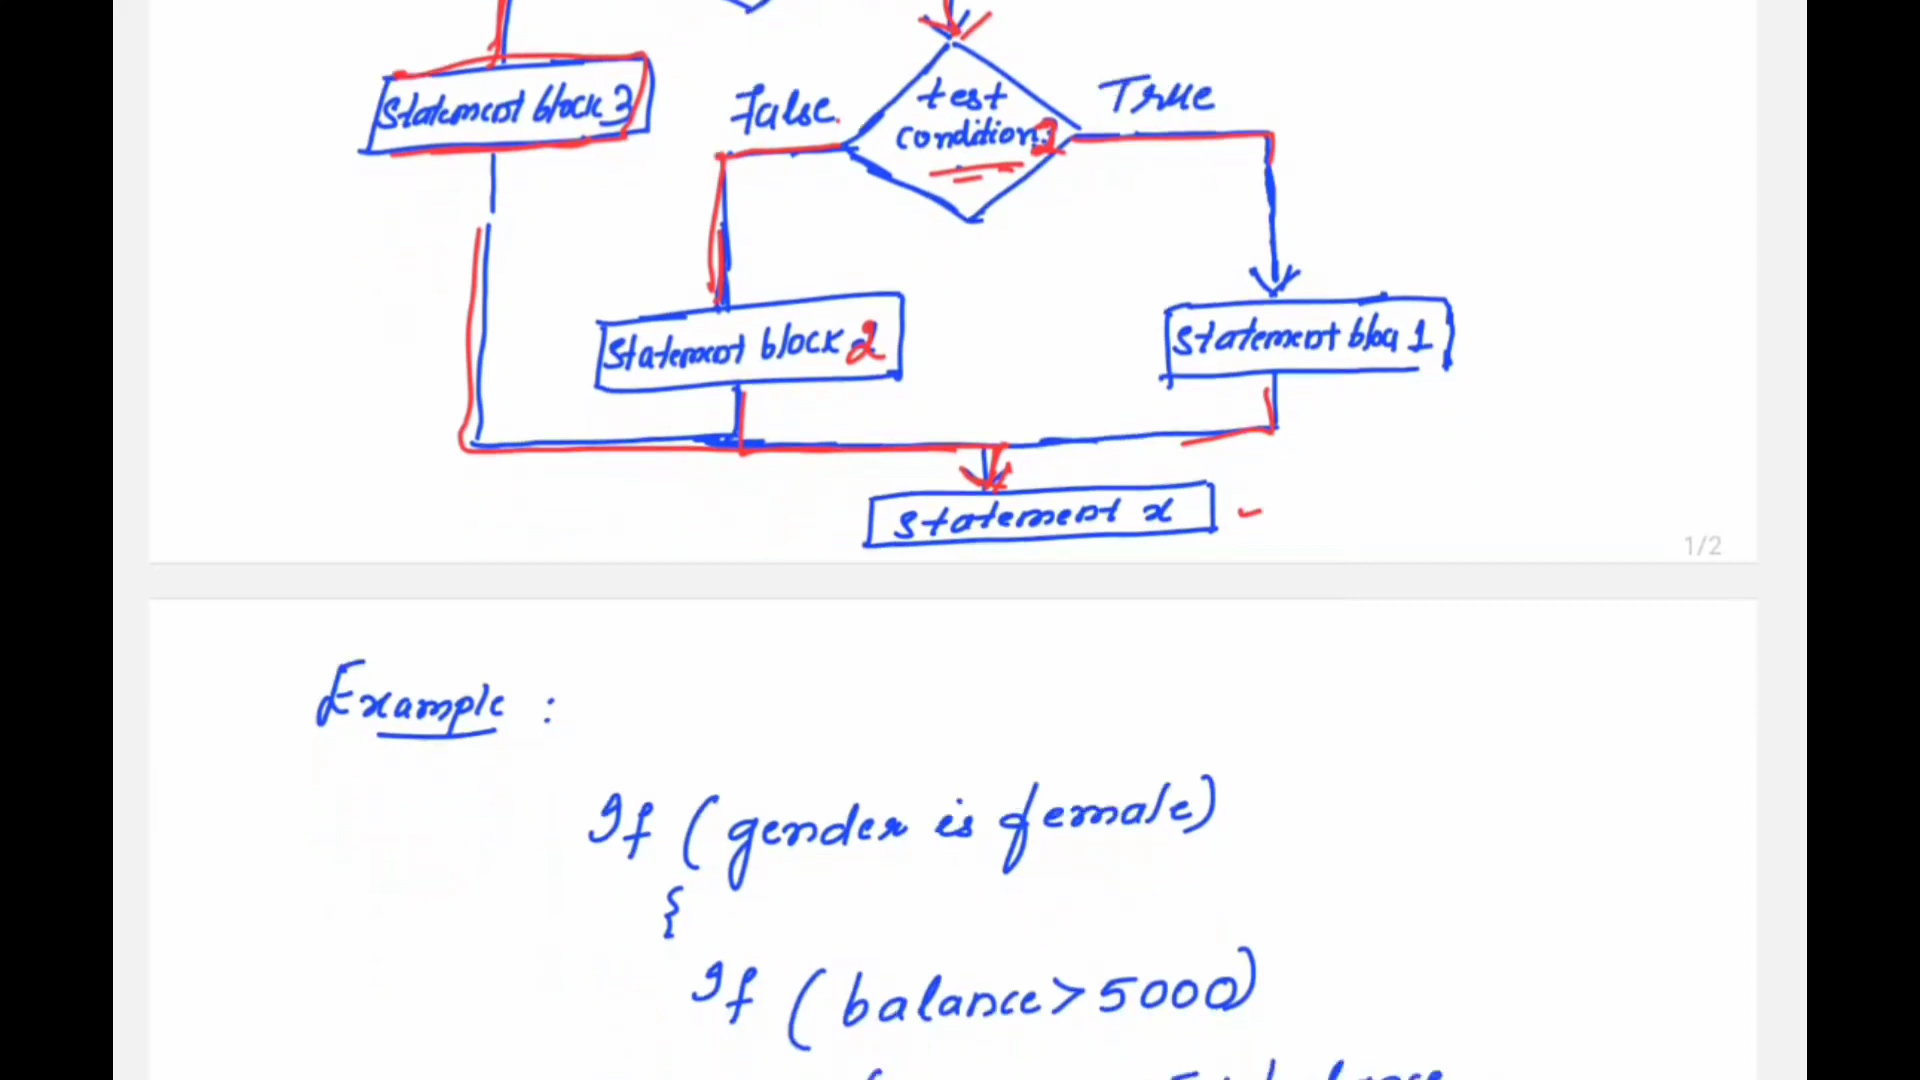 Statement block 3
False
test
condition 2
True
Statement block 2
Statement bloc 1
Statement x
1/2
Example :
If (gender is female)
{
If (balance > 5000)